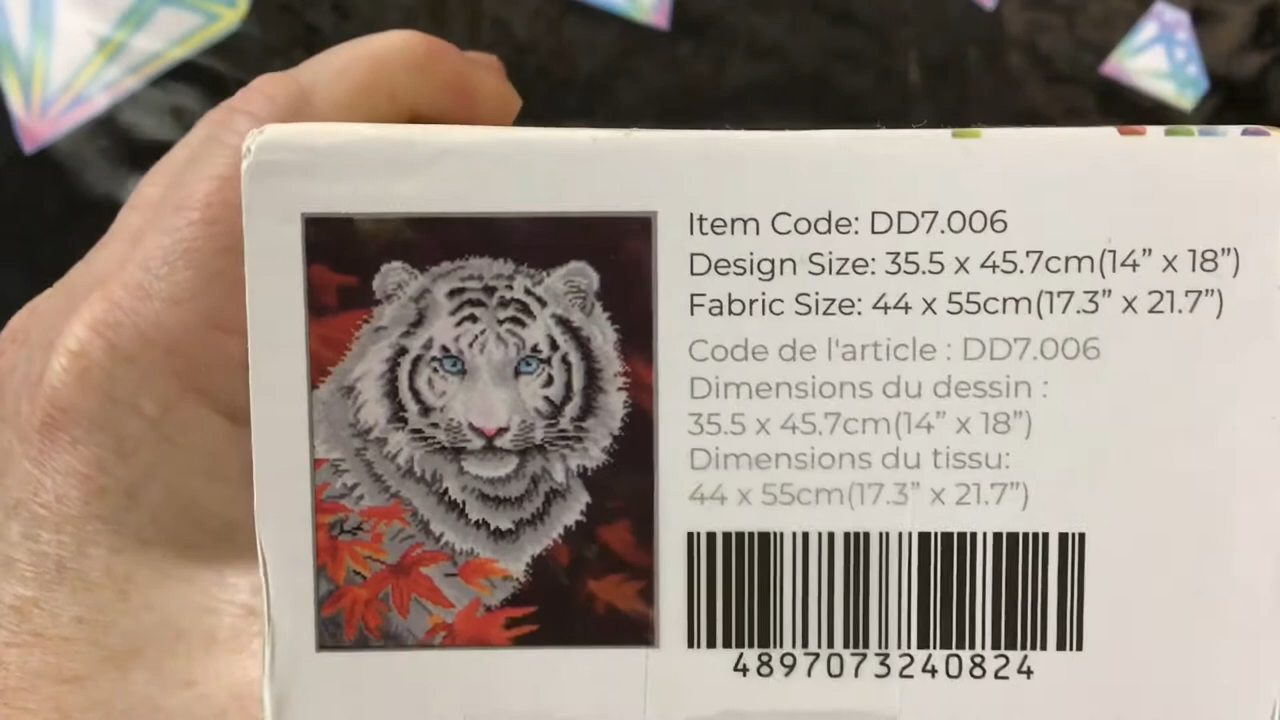 Item Code: DD7.006
Design Size: 35.5 x 45.7cm(14” x 18”)
Fabric Size: 44 x 55cm(17.3” x 21.7”)
Code de l'article : DD7.006
Dimensions du dessin :
35.5 x 45.7cm(14” x 18”)
Dimensions du tissu:
44 x 55cm(17.3” x 21.7”)
4897073240824